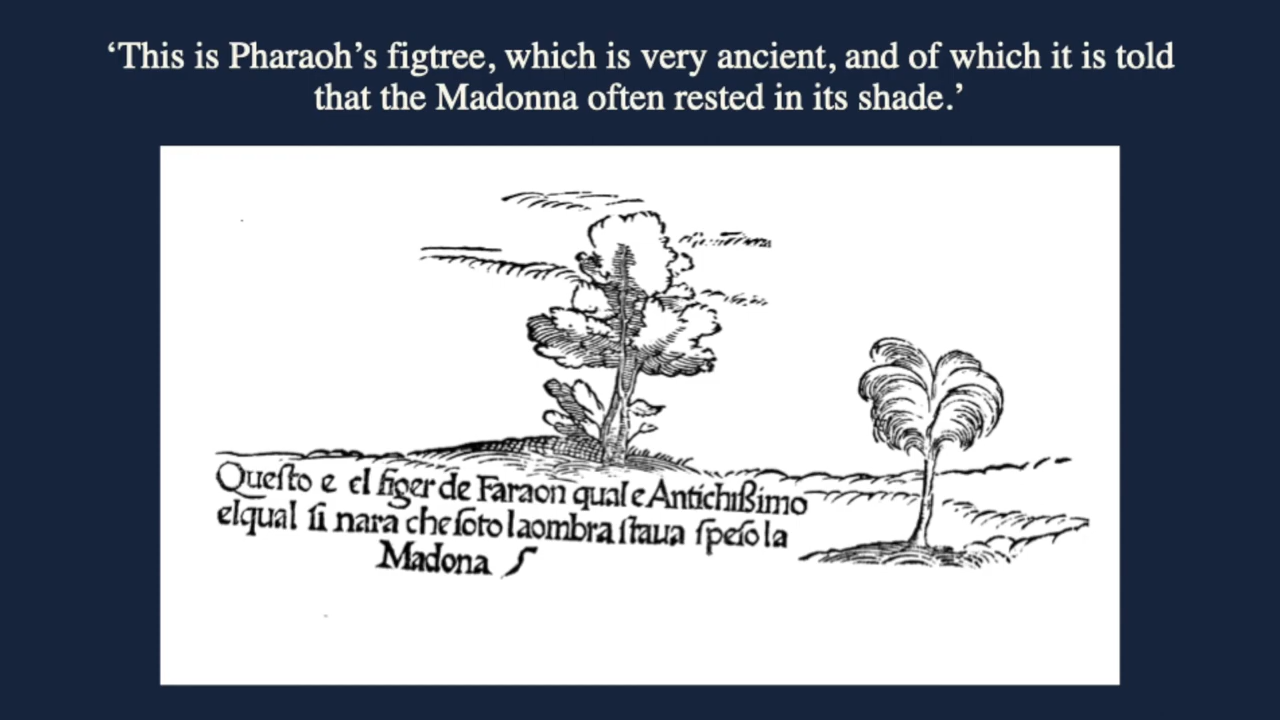 ‘This is Pharaoh’s figtree, which is very ancient, and of which it is told
that the Madonna often rested in its shade.’
Queſto e el figer de Faraon qual e Antichißimo
elqual ſi nara che ſoto laombra ſtaua ſpeſo la
Madona S